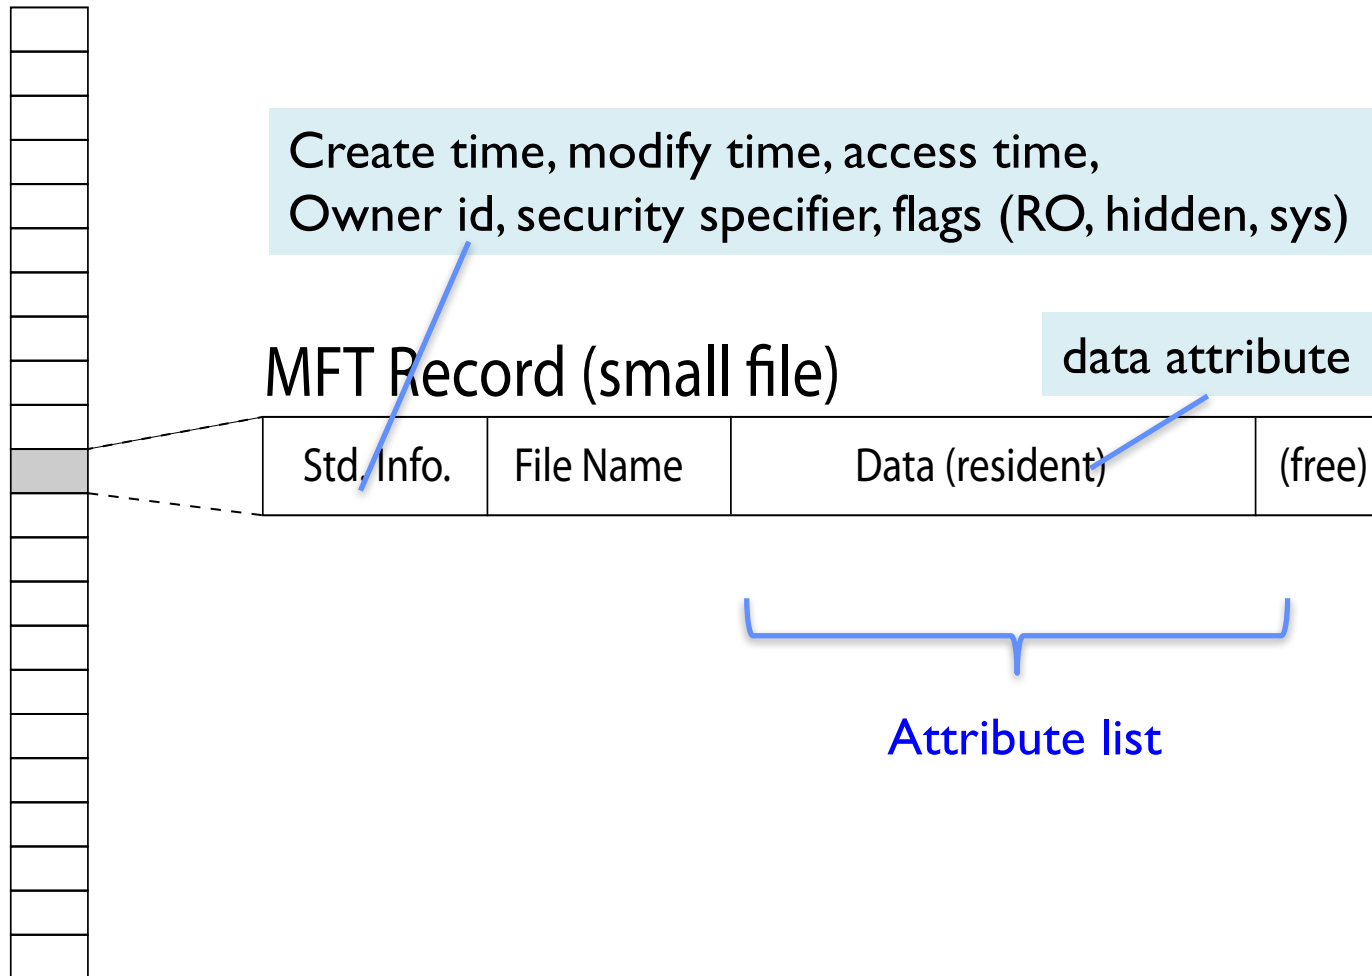 Create time, modify time, access time,
Owner id, security specifier, flags (RO, hidden, sys)
MFT Record (small file)
data attribute
Std. Info.
File Name
Data (resident)
(free)
Attribute list